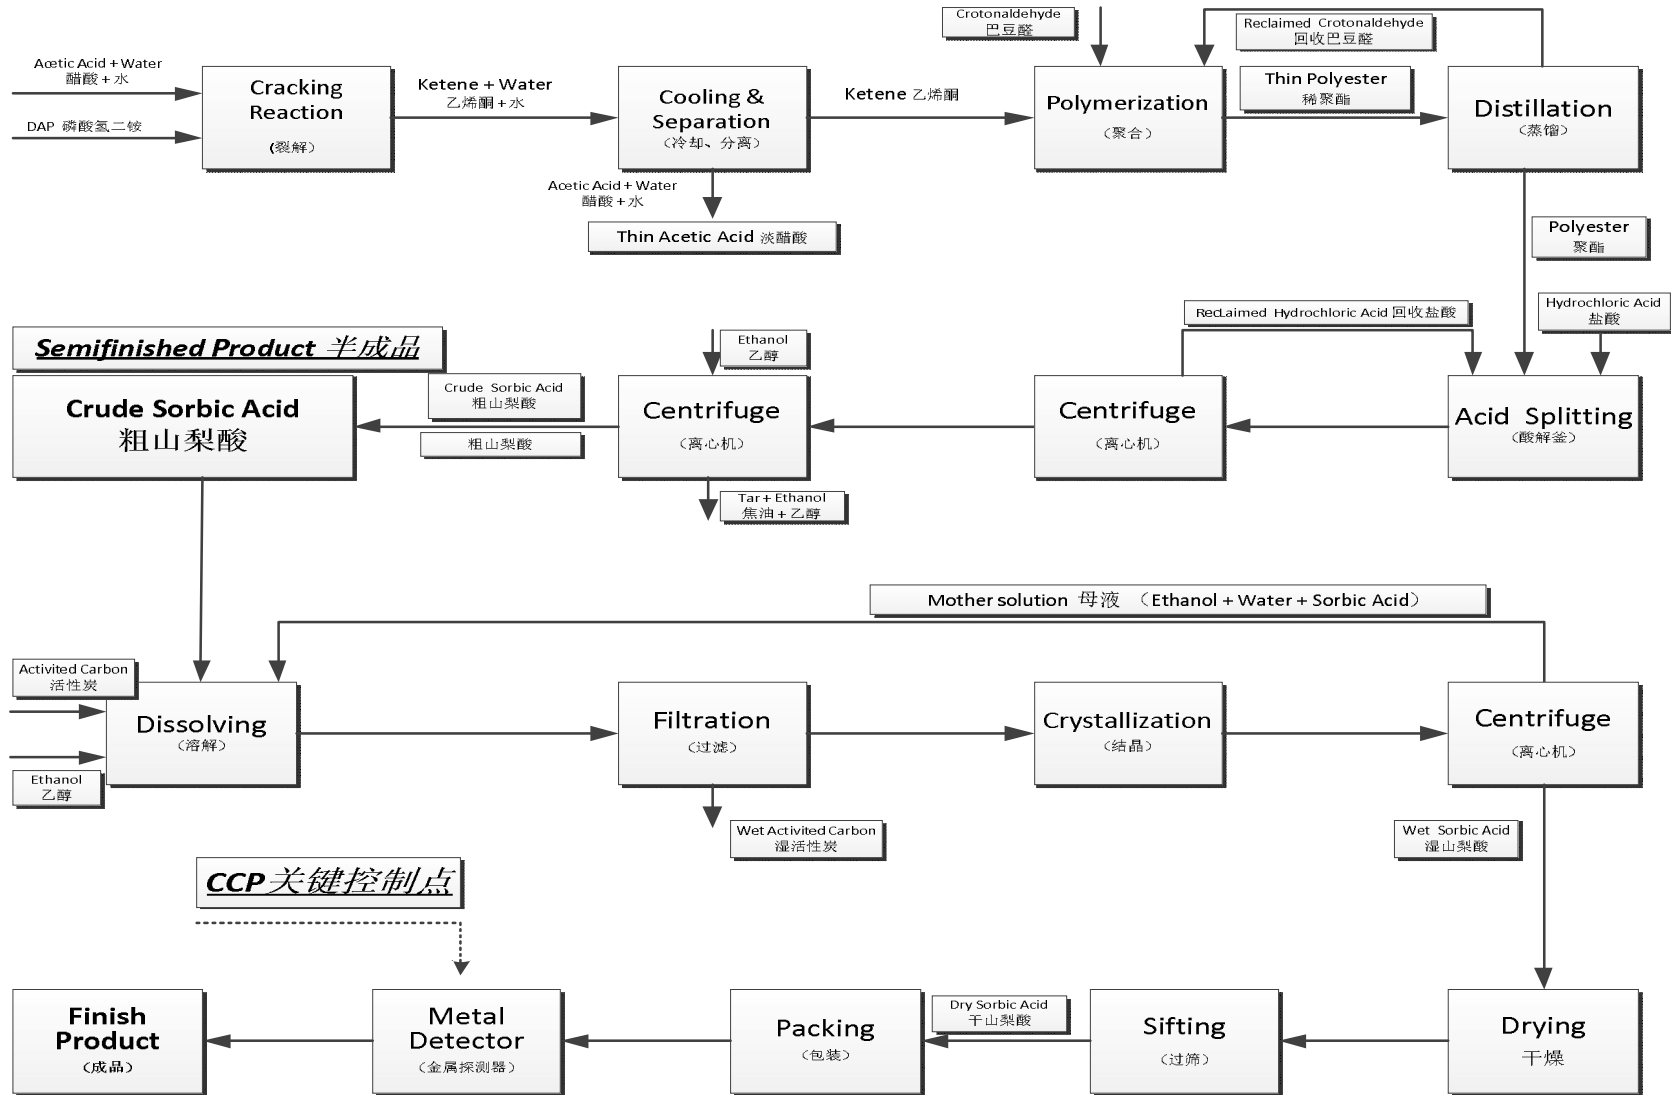 Acetic Acid + Water
醋酸 + 水
DAP 磷酸氢二铵
Cracking
Reaction
(裂解)
Ketene + Water
乙烯酮 + 水
Cooling &
Separation
（冷却、分离）
Acetic Acid + Water
醋酸 + 水
Thin Acetic Acid 淡醋酸
Ketene 乙烯酮
Crotonaldehyde
巴豆醛
Polymerization
（聚合）
Reclaimed Crotonaldehyde
回收巴豆醛
Thin Polyester
稀聚酯
Distillation
（蒸馏）
Polyester
聚酯
Hydrochloric Acid
盐酸
RecLaimed Hydrochloric Acid 回收盐酸
Acid Splitting
（酸解釜）
Centrifuge
（离心机）
Ethanol
乙醇
Centrifuge
（离心机）
Tar + Ethanol
焦油 + 乙醇
Crude Sorbic Acid
粗山梨酸
粗山梨酸
Semifinished Product 半成品
Crude Sorbic Acid
粗山梨酸
Mother solution 母液 （Ethanol + Water + Sorbic Acid）
Activited Carbon
活性炭
Ethanol
乙醇
Dissolving
（溶解）
Filtration
（过滤）
Wet Activited Carbon
湿活性炭
Crystallization
（结晶）
Centrifuge
（离心机）
Wet Sorbic Acid
湿山梨酸
CCP关键控制点
Drying
干燥
Sifting
（过筛）
Dry Sorbic Acid
干山梨酸
Packing
（包装）
Metal
Detector
（金属探测器）
Finish
Product
（成品）